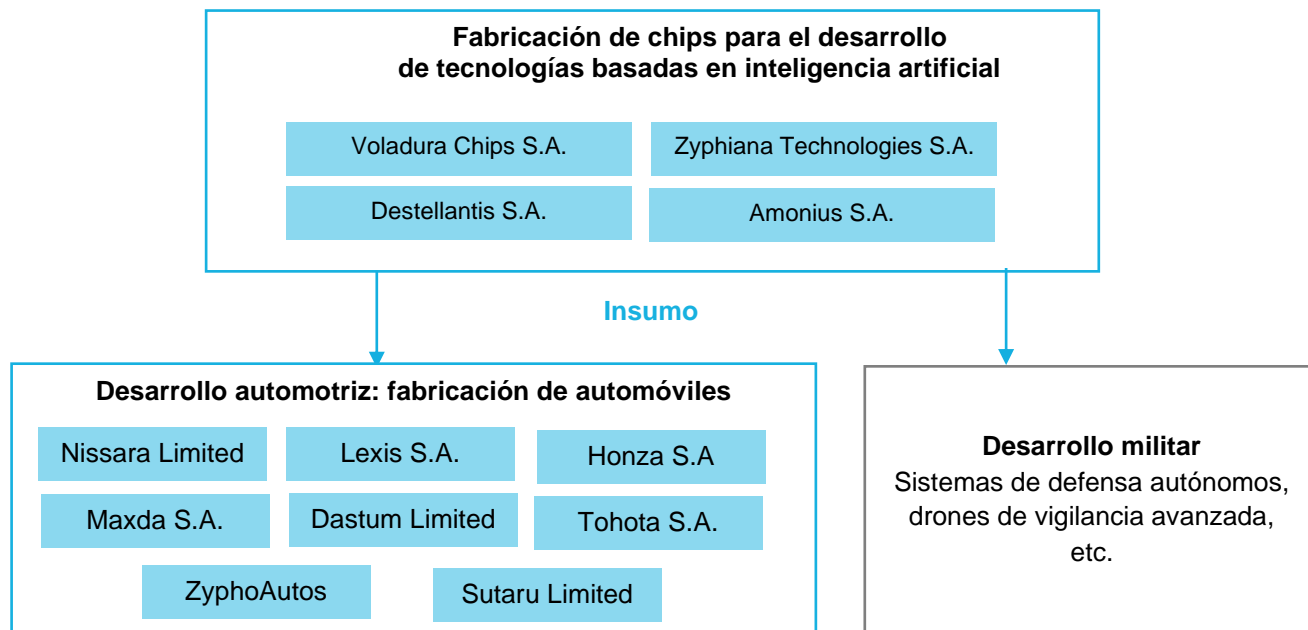 Fabricación de chips para el desarrollo
de tecnologías basadas en inteligencia artificial
Voladura Chips S.A.
Zyphiana Technologies S.A.
Destellantis S.A.
Amonius S.A.
Insumo
Desarrollo automotriz: fabricación de automóviles
Nissara Limited
Lexis S.A.
Honza S.A
Maxda S.A.
Dastum Limited
Tohota S.A.
ZyphoAutos
Sutaru Limited
Desarrollo militar
Sistemas de defensa autónomos,
drones de vigilancia avanzada,
etc.